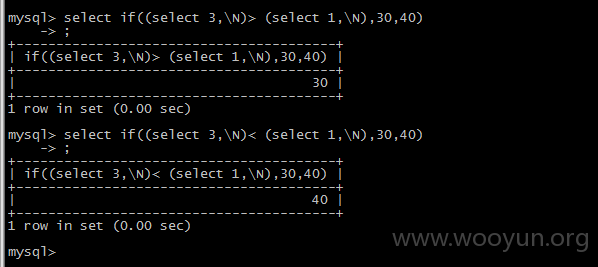 mysql> select if((select 3,\N)> (select 1,\N),30,40)
    -> ;
+----------------------------------------+
| if((select 3,\N)> (select 1,\N),30,40) |
+----------------------------------------+
|                                     30 |
+----------------------------------------+
1 row in set (0.00 sec)
mysql> select if((select 3,\N)< (select 1,\N),30,40)
    -> ;
+----------------------------------------+
| if((select 3,\N)< (select 1,\N),30,40) |
+----------------------------------------+
|                                     40 |
+----------------------------------------+
1 row in set (0.00 sec)
www.wooyun.org
mysql>